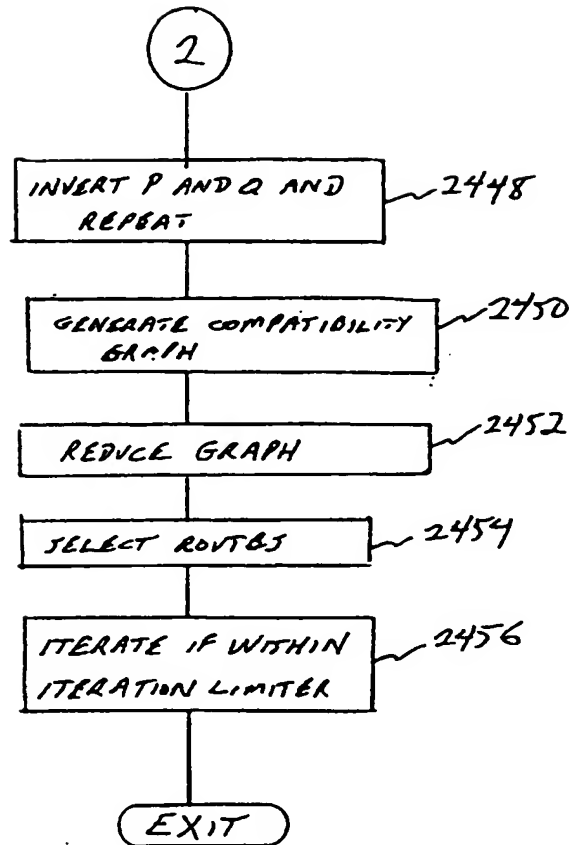 2
INVERT P AND Q AND
REPEAT
2448
GENERATE COMPATIBILITY
GRAPH
2450
REDUCE GRAPH
2452
SELECT ROUTES
2454
ITERATE IF WITHIN
ITERATION LIMITER
2456
EXIT